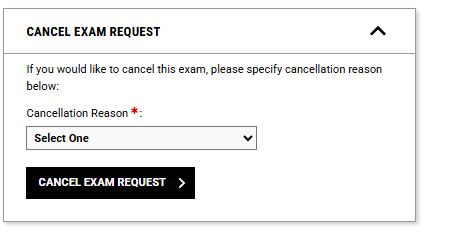 CANCEL EXAM REQUEST
If you would like to cancel this exam, please specify cancellation reason
below:
Cancellation Reason *:
Select One
CANCEL EXAM REQUEST